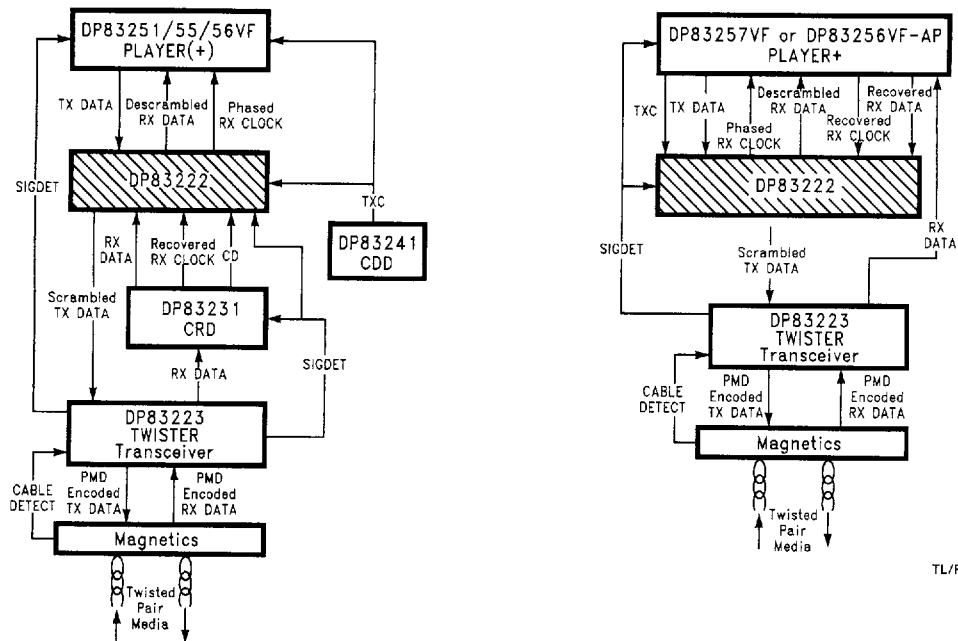 DP83251/55/56VF
PLAYER(+)
TX DATA
Descrambled
RX DATA
Phased
RX CLOCK
SIGDET
DP83222
TXC
DP83241
CDD
RX
DATA
Recovered
RX CLOCK
CD
Scrambled
TX DATA
DP83231
CRD
RX DATA
SIGDET
DP83223
TWISTER
Transceiver
CABLE
DETECT
PMD
Encoded
TX DATA
PMD
Encoded
RX DATA
Magnetics
Twisted
Pair
Media
DP83257VF or DP83256VF-AP
PLAYER+
TXC
TX DATA
Phased
RX CLOCK
Descrambled
RX DATA
Recovered
RX CLOCK
Recovered
RX DATA
DP83222
SIGDET
RX
DATA
Scrambled
TX DATA
DP83223
TWISTER
Transceiver
CABLE
DETECT
PMD
Encoded
TX DATA
PMD
Encoded
RX DATA
Magnetics
Twisted
Pair
Media